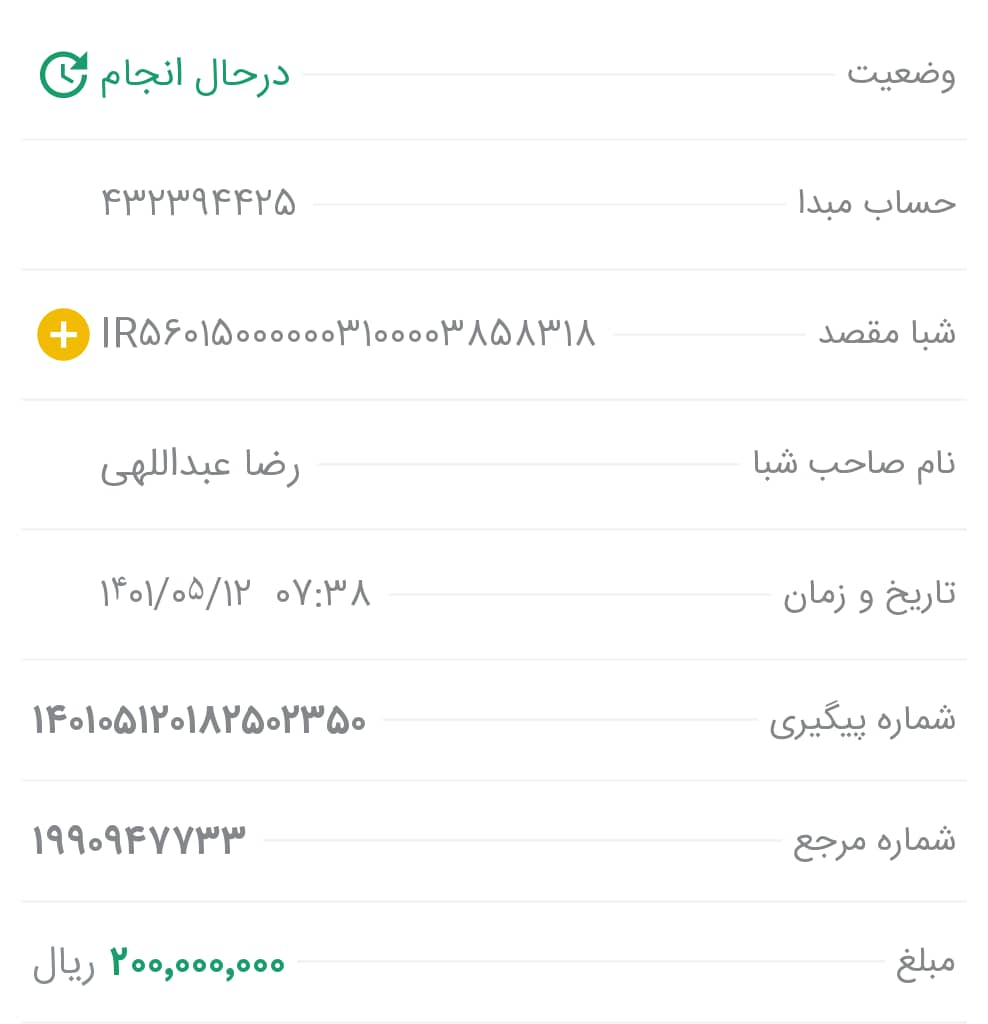 وضعیت درحال انجام
حساب مبدا ۴۳۲۳۹۴۴۲۵
شبا مقصد IR۵۶۰۱۵۰۰۰۰۰۰۳۱۰۰۰۰۳۸۵۸۳۱۸
نام صاحب شبا رضا عبداللهی
تاریخ و زمان ۱۴۰۱/۰۵/۱۲ ۰۷:۳۸
شماره پیگیری ۱۴۰۱۰۵۱۲۰۱۸۲۵۰۲۳۵۰
شماره مرجع ۱۹۹۰۹۴۷۷۳۳
مبلغ ۲۰۰,۰۰۰,۰۰۰ ریال